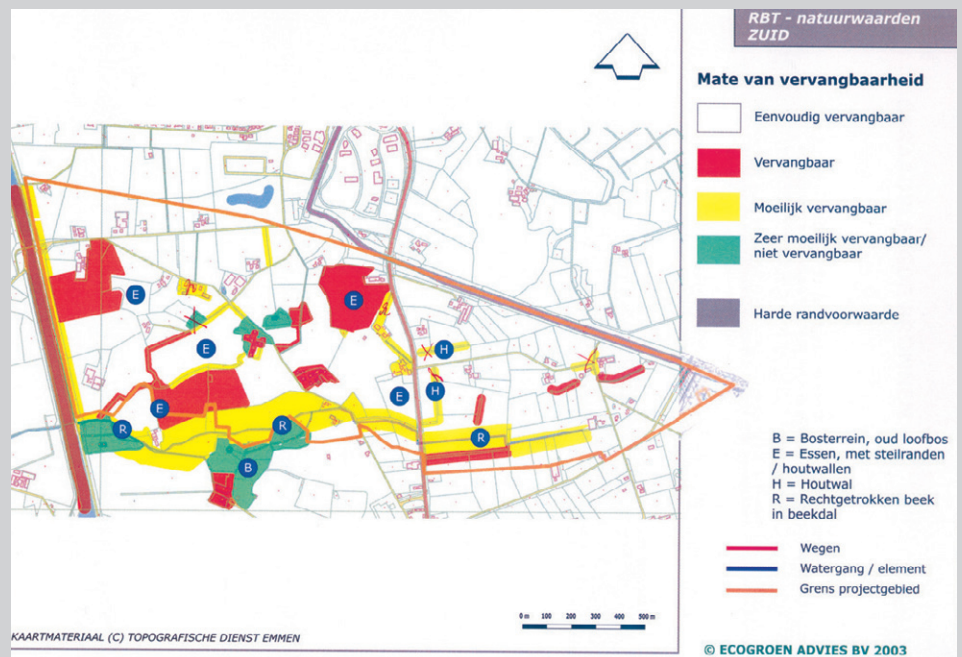 RBT - natuurwaarden
ZUID
Mate van vervangbaarheid
Eenvoudig vervangbaar
Vervangbaar
Moeilijk vervangbaar
Zeer moeilijk vervangbaar/
niet vervangbaar
Harde randvoorwaarde
E
E
E
H
H
E
E
R
R
R
B
B = Bosterrein, oud loofbos
E = Essen, met steilranden
/ houtwallen
H = Houtwal
R = Rechtgetrokken beek
in beekdal
Wegen
Watergang / element
Grens projectgebied
0 m 100 200 300 400 500 m
KAARTMATERIAAL (C) TOPOGRAFISCHE DIENST EMMEN
© ECOGROEN ADVIES BV 2003